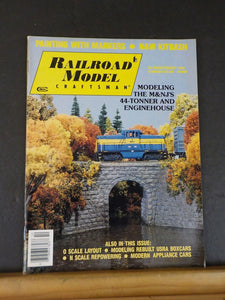 PAINTING WITH MARKERS • RAW KITBASH
RAILROAD
MODEL
CRAFTSMAN
MODELING
THE M&NJ'S
44-TONNER AND
ENGINEHOUSE
ALSO IN THIS ISSUE:
O SCALE LAYOUT • MODELING REBUILT USRA BOXCARS
• N SCALE REPOWERING • MODERN APPLIANCE CARS